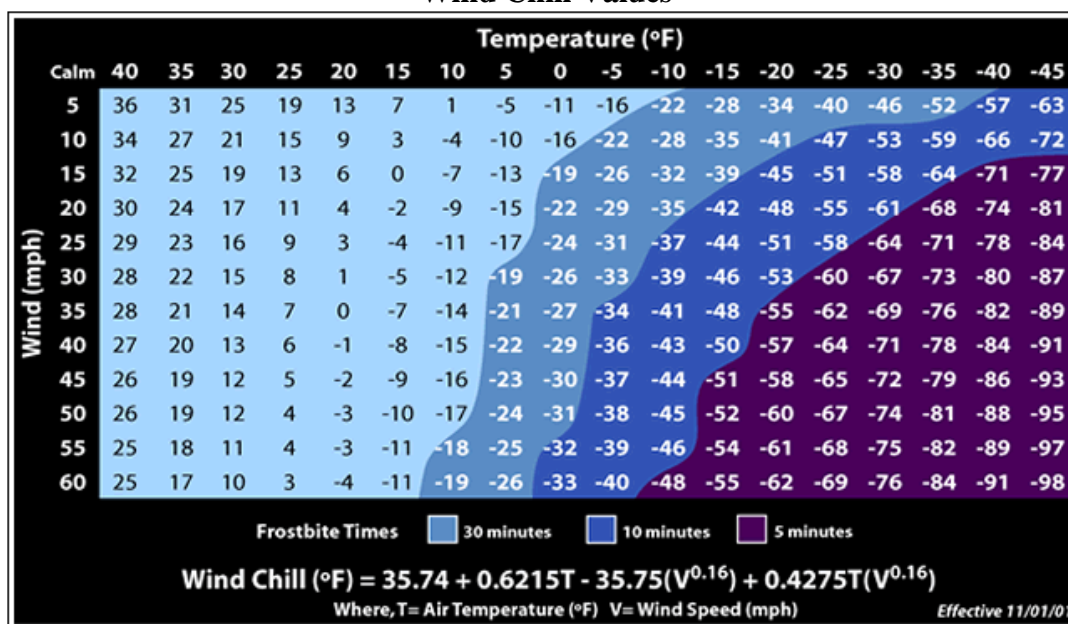 Wind Chill Values
Temperature (ºF)
Calm 40 35 30 25 20 15 10 5 0 -5 -10 -15 -20 -25 -30 -35 -40 -45
5 36 31 25 19 13 7 1 -5 -11 -16 -22 -28 -34 -40 -46 -52 -57 -63
10 34 27 21 15 9 3 -4 -10 -16 -22 -28 -35 -41 -47 -53 -59 -66 -72
15 32 25 19 13 6 0 -7 -13 -19 -26 -32 -39 -45 -51 -58 -64 -71 -77
20 30 24 17 11 4 -2 -9 -15 -22 -29 -35 -42 -48 -55 -61 -68 -74 -81
25 29 23 16 9 3 -4 -11 -17 -24 -31 -37 -44 -51 -58 -64 -71 -78 -84
30 28 22 15 8 1 -5 -12 -19 -26 -33 -39 -46 -53 -60 -67 -73 -80 -87
35 28 21 14 7 0 -7 -14 -21 -27 -34 -41 -48 -55 -62 -69 -76 -82 -89
40 27 20 13 6 -1 -8 -15 -22 -29 -36 -43 -50 -57 -64 -71 -78 -84 -91
45 26 19 12 5 -2 -9 -16 -23 -30 -37 -44 -51 -58 -65 -72 -79 -86 -93
50 26 19 12 4 -3 -10 -17 -24 -31 -38 -45 -52 -60 -67 -74 -81 -88 -95
55 25 18 11 4 -3 -11 -18 -25 -32 -39 -46 -54 -61 -68 -75 -82 -89 -97
60 25 17 10 3 -4 -11 -19 -26 -33 -40 -48 -55 -62 -69 -76 -84 -91 -98
Wind (mph)
Frostbite Times 30 minutes 10 minutes 5 minutes
Wind Chill (ºF) = 35.74 + 0.6215T - 35.75(V^0.16) + 0.4275T(V^0.16)
Where, T= Air Temperature (ºF) V= Wind Speed (mph) Effective 11/01/01